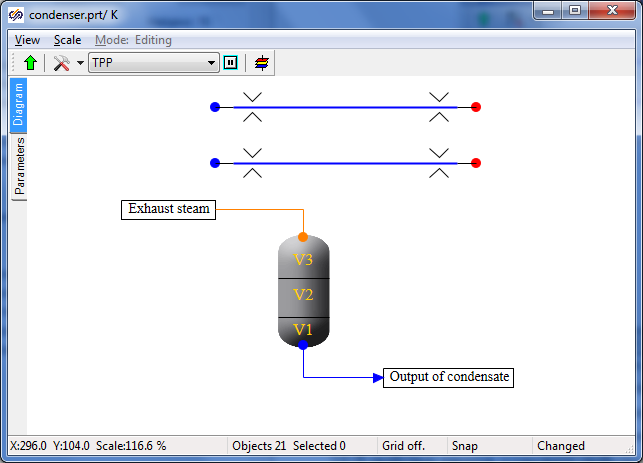 condenser.prt/ K
View Scale Mode: Editing
TPP
Diagram
Parameters
Exhaust steam
V3
V2
V1
Output of condensate
X:296.0 Y:104.0 Scale:116.6 % Objects 21 Selected 0 Grid off. Snap Changed